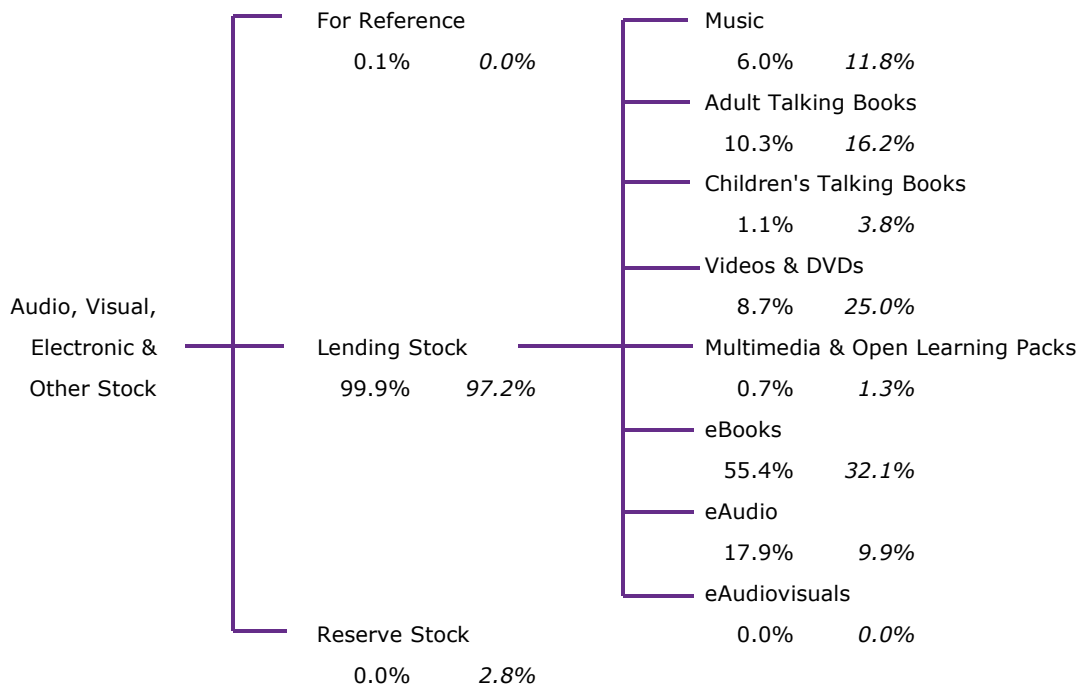 For Reference
0.1% 0.0%
Audio, Visual,
Electronic &
Other Stock
Lending Stock
99.9% 97.2%
Reserve Stock
0.0% 2.8%
Music
6.0% 11.8%
Adult Talking Books
10.3% 16.2%
Children's Talking Books
1.1% 3.8%
Videos & DVDs
8.7% 25.0%
Multimedia & Open Learning Packs
0.7% 1.3%
eBooks
55.4% 32.1%
eAudio
17.9% 9.9%
eAudiovisuals
0.0% 0.0%